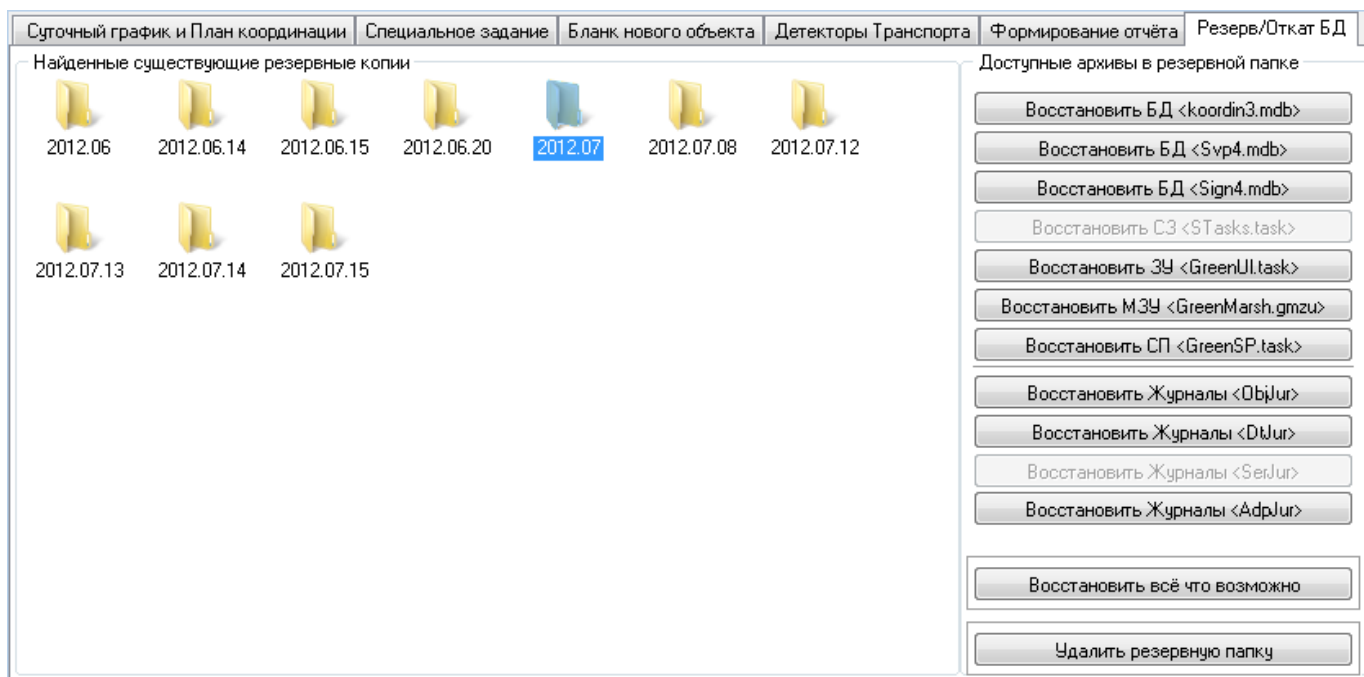 Суточный график и План координации Специальное задание Бланк нового объекта Детекторы Транспорта Формирование отчёта Резерв/Откат БД
Найденные существующие резервные копии
2012.06 2012.06.14 2012.06.15 2012.06.20 2012.07 2012.07.08 2012.07.12
2012.07.13 2012.07.14 2012.07.15
Доступные архивы в резервной папке
Восстановить БД <koordin3.mdb>
Восстановить БД <Svp4.mdb>
Восстановить БД <Sign4.mdb>
Восстановить СЗ <STasks.task>
Восстановить ЗУ <GreenUl.task>
Восстановить МЗУ <GreenMarsh.gmzu>
Восстановить СП <GreenSP.task>
Восстановить Журналы <ObjJur>
Восстановить Журналы <DtJur>
Восстановить Журналы <SerJur>
Восстановить Журналы <AdpJur>
Восстановить всё что возможно
Удалить резервную папку